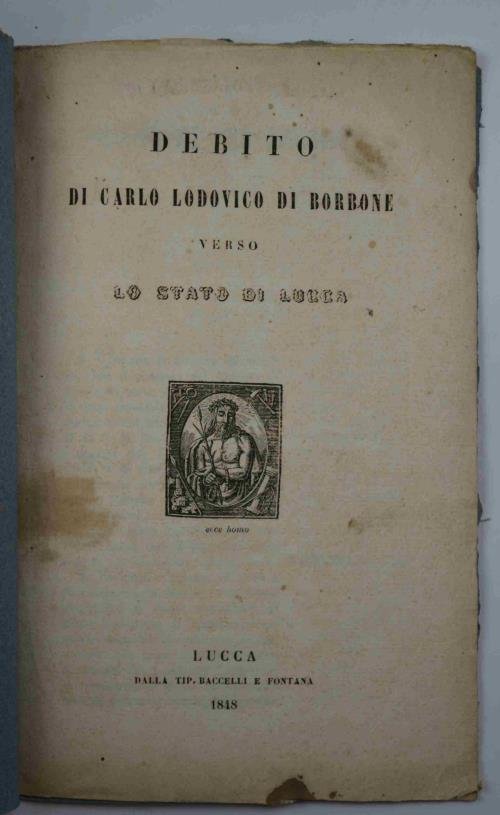 DEBITO
DI CARLO LODOVICO DI BORBONE
VERSO
LO STATO DI LUCCA
ecce homo
LUCCA
DALLA TIP. BACCELLI E FONTANA
1848